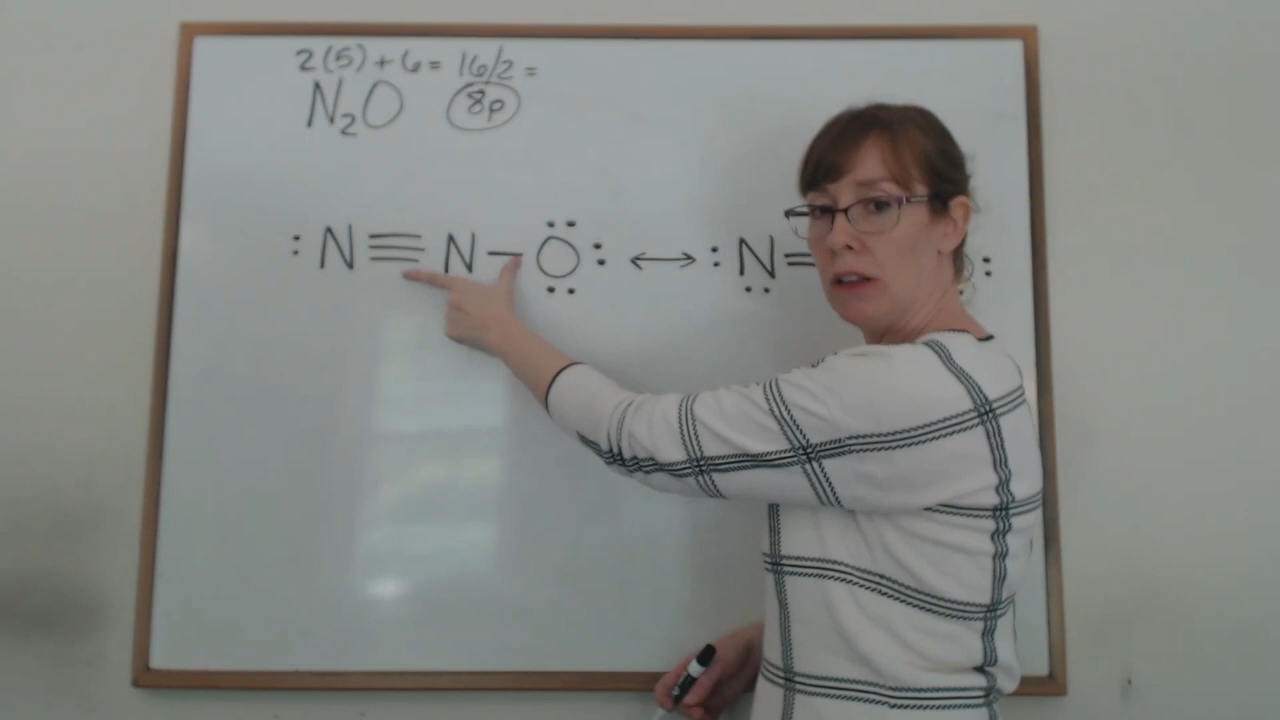 2(5) + 6 = 16/2 =
N₂O 8p
:N≡N–Ö̤: ↔ :N̤=
: